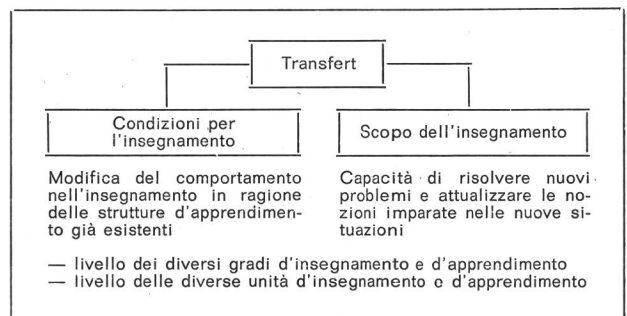 Transfert
Condizioni per
l'insegnamento
Scopo dell'insegnamento
Modifica del comportamento
nell'insegnamento in ragione
delle strutture d'apprendimen-
to già esistenti
Capacità di risolvere nuovi
problemi e attualizzare le no-
zioni imparate nelle nuove si-
tuazioni
— livello dei diversi gradi d'insegnamento e d'apprendimento
— livello delle diverse unità d'insegnamento e d'apprendimento